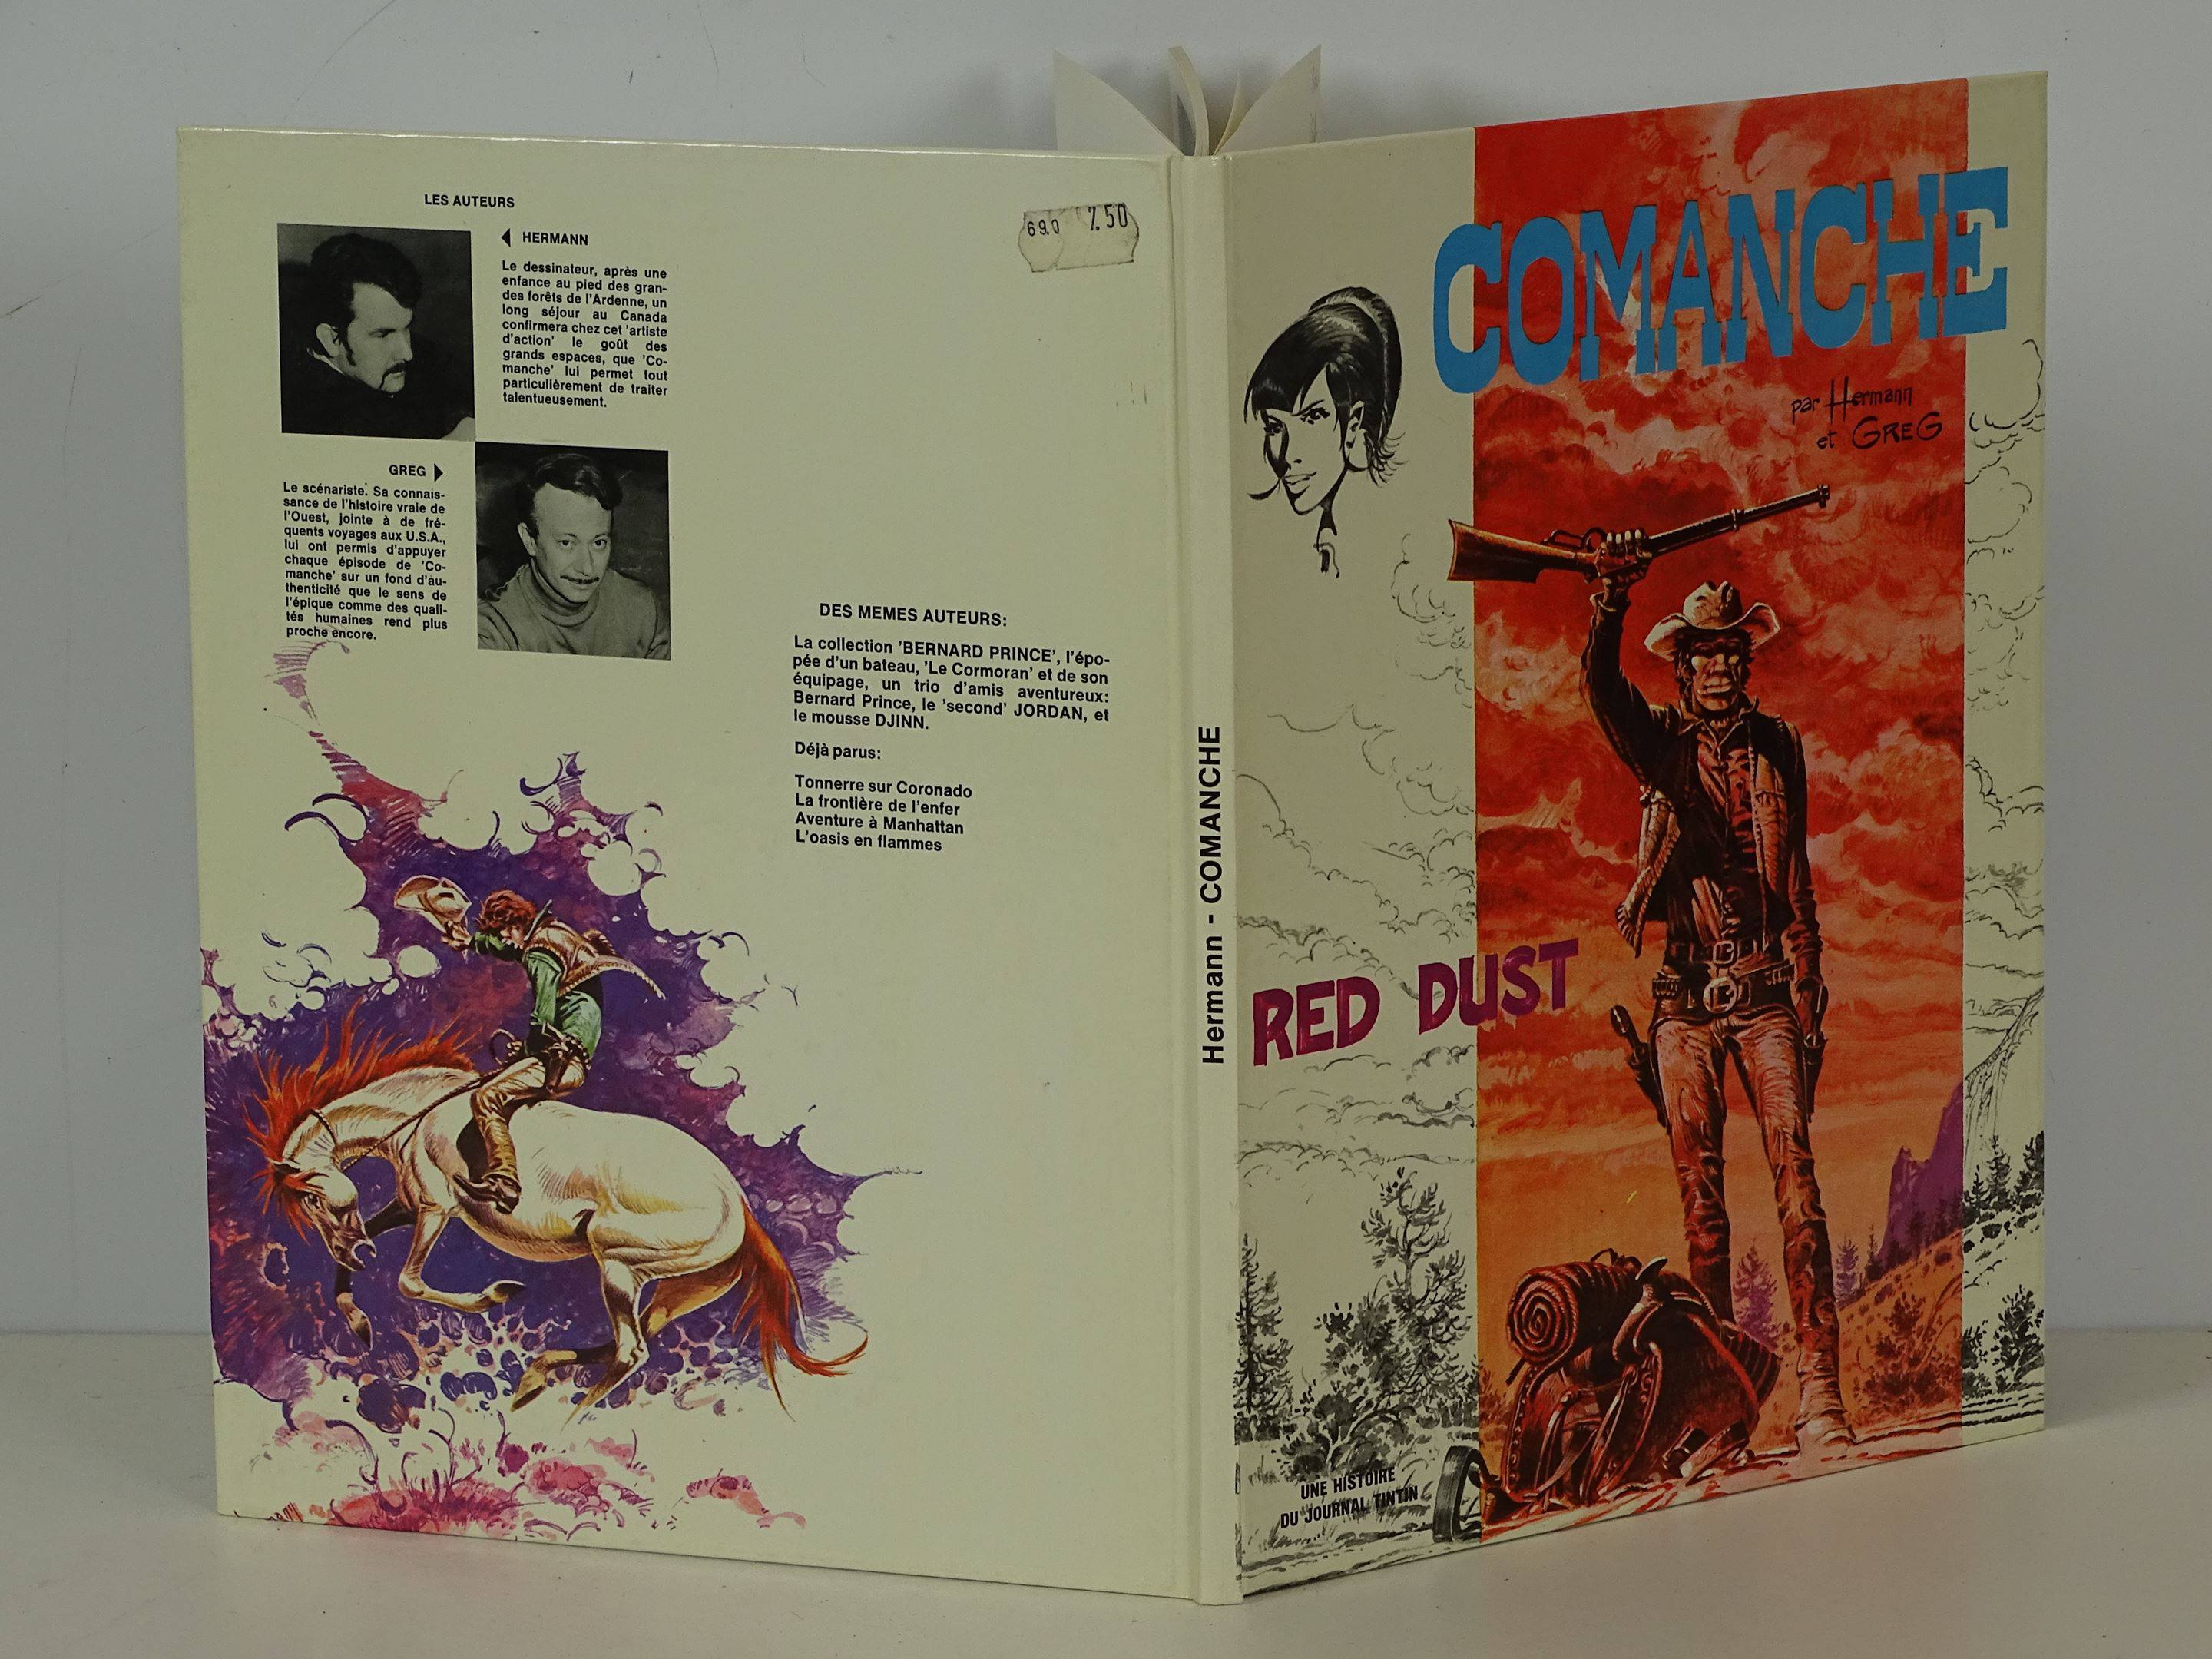 LES AUTEURS
HERMANN
Le dessinateur, après une
enfance au pied des gran-
des forêts de l'Ardenne, un
long séjour au Canada
confirmera chez cet 'artiste
d'action' le goût des
grands espaces, que 'Co-
manche' lui permet tout
particulièrement de traiter
talentueusement.
GREG
Le scénariste. Sa connais-
sance de l'histoire vraie de
l'Ouest, jointe à de fré-
quents voyages aux U.S.A.,
lui ont permis d'appuyer
chaque épisode de 'Co-
manche' sur un fond d'au-
thenticité que le sens de
l'épique comme des quali-
tés humaines rend plus
proche encore.
690 7.50
DES MEMES AUTEURS:
La collection 'BERNARD PRINCE', l'épo-
pée d'un bateau, 'Le Cormoran' et de son
équipage, un trio d'amis aventureux:
Bernard Prince, le 'second' JORDAN, et
le mousse DJINN.
Déjà parus:
Tonnerre sur Coronado
La frontière de l'enfer
Aventure à Manhattan
L'oasis en flammes
Hermann - COMANCHE
COMANCHE
par Hermann
et GREG
RED DUST
UNE HISTOIRE
DU JOURNAL TINTIN